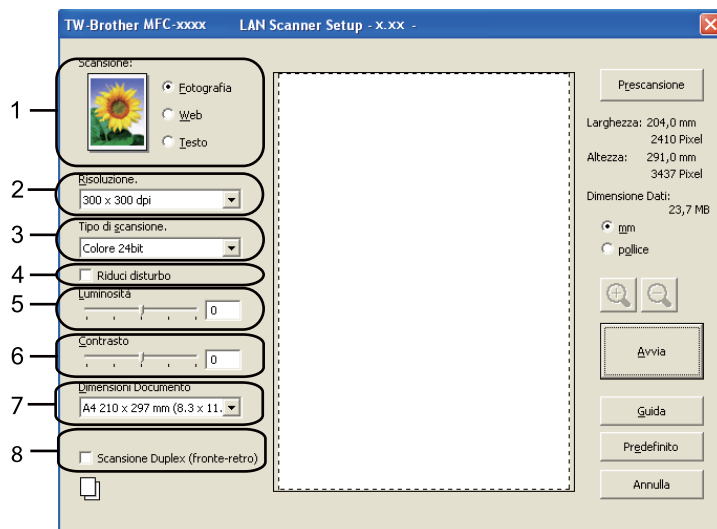 TW-Brother MFC-xxxx LAN Scanner Setup - x.xx -
1
Scansione:
Fotografia
Web
Testo
2
Risoluzione.
300 x 300 dpi
3
Tipo di scansione.
Colore 24bit
4
Riduci disturbo
5
Luminosità
0
6
Contrasto
0
7
Dimensioni Documento
A4 210 x 297 mm (8.3 x 11.
8
Scansione Duplex (fronte-retro)
Prescansione
Larghezza: 204,0 mm
2410 Pixel
Altezza: 291,0 mm
3437 Pixel
Dimensione Dati:
23,7 MB
mm
pollice
Avvia
Guida
Predefinito
Annulla